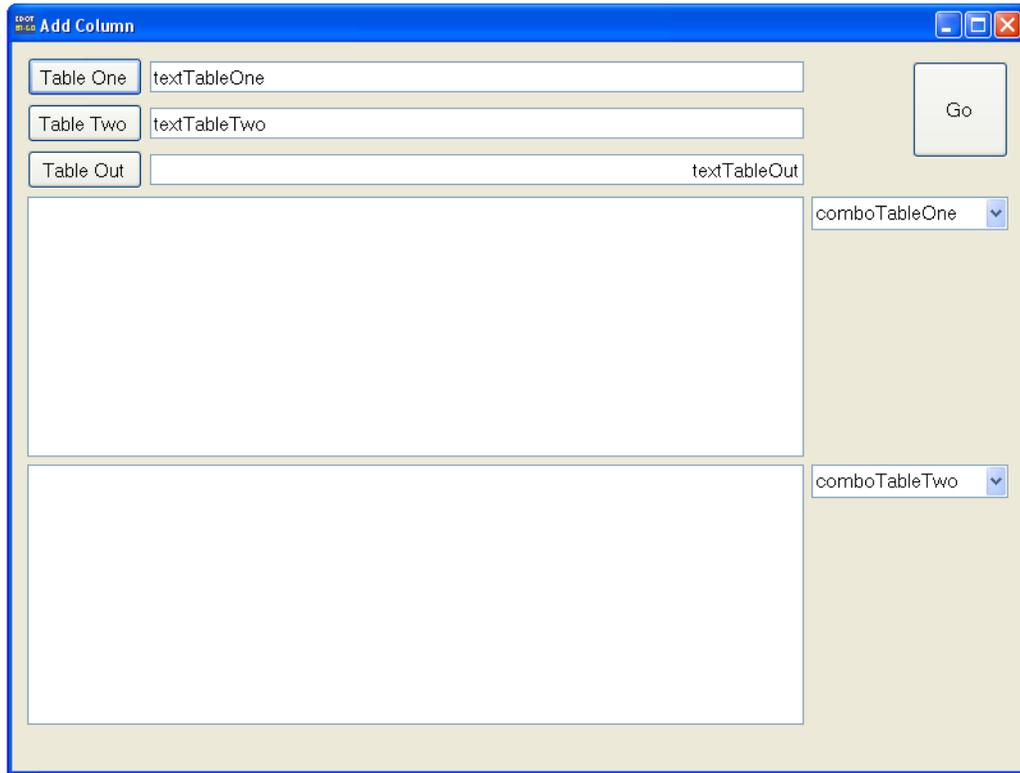 Add Column
Table One textTableOne
Go
Table Two textTableTwo
Table Out textTableOut
comboTableOne
comboTableTwo